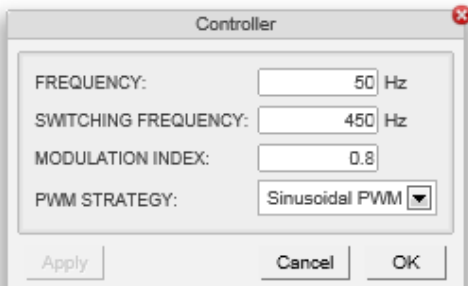 Controller
FREQUENCY: 50 Hz
SWITCHING FREQUENCY: 450 Hz
MODULATION INDEX: 0.8
PWM STRATEGY: Sinusoidal PWM
Apply Cancel OK